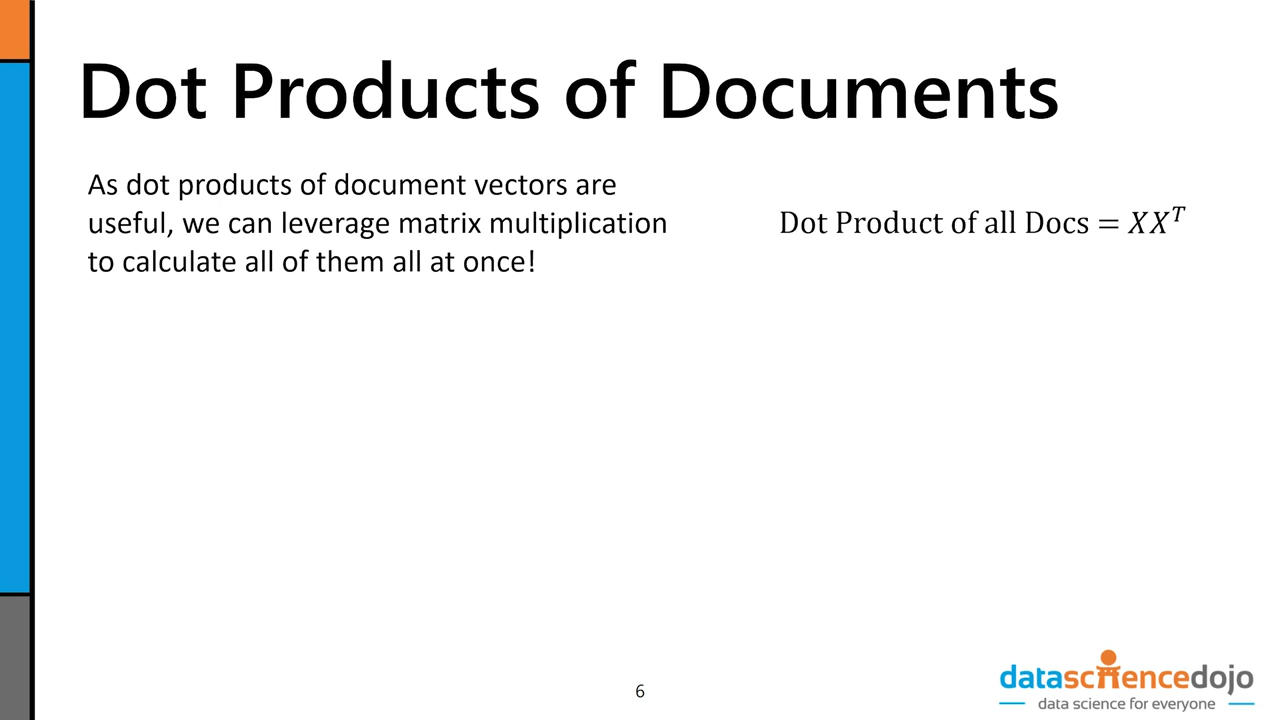 Dot Products of Documents
As dot products of document vectors are
useful, we can leverage matrix multiplication
to calculate all of them all at once!
Dot Product of all Docs = XXᵀ
6
datasciencedojo
data science for everyone